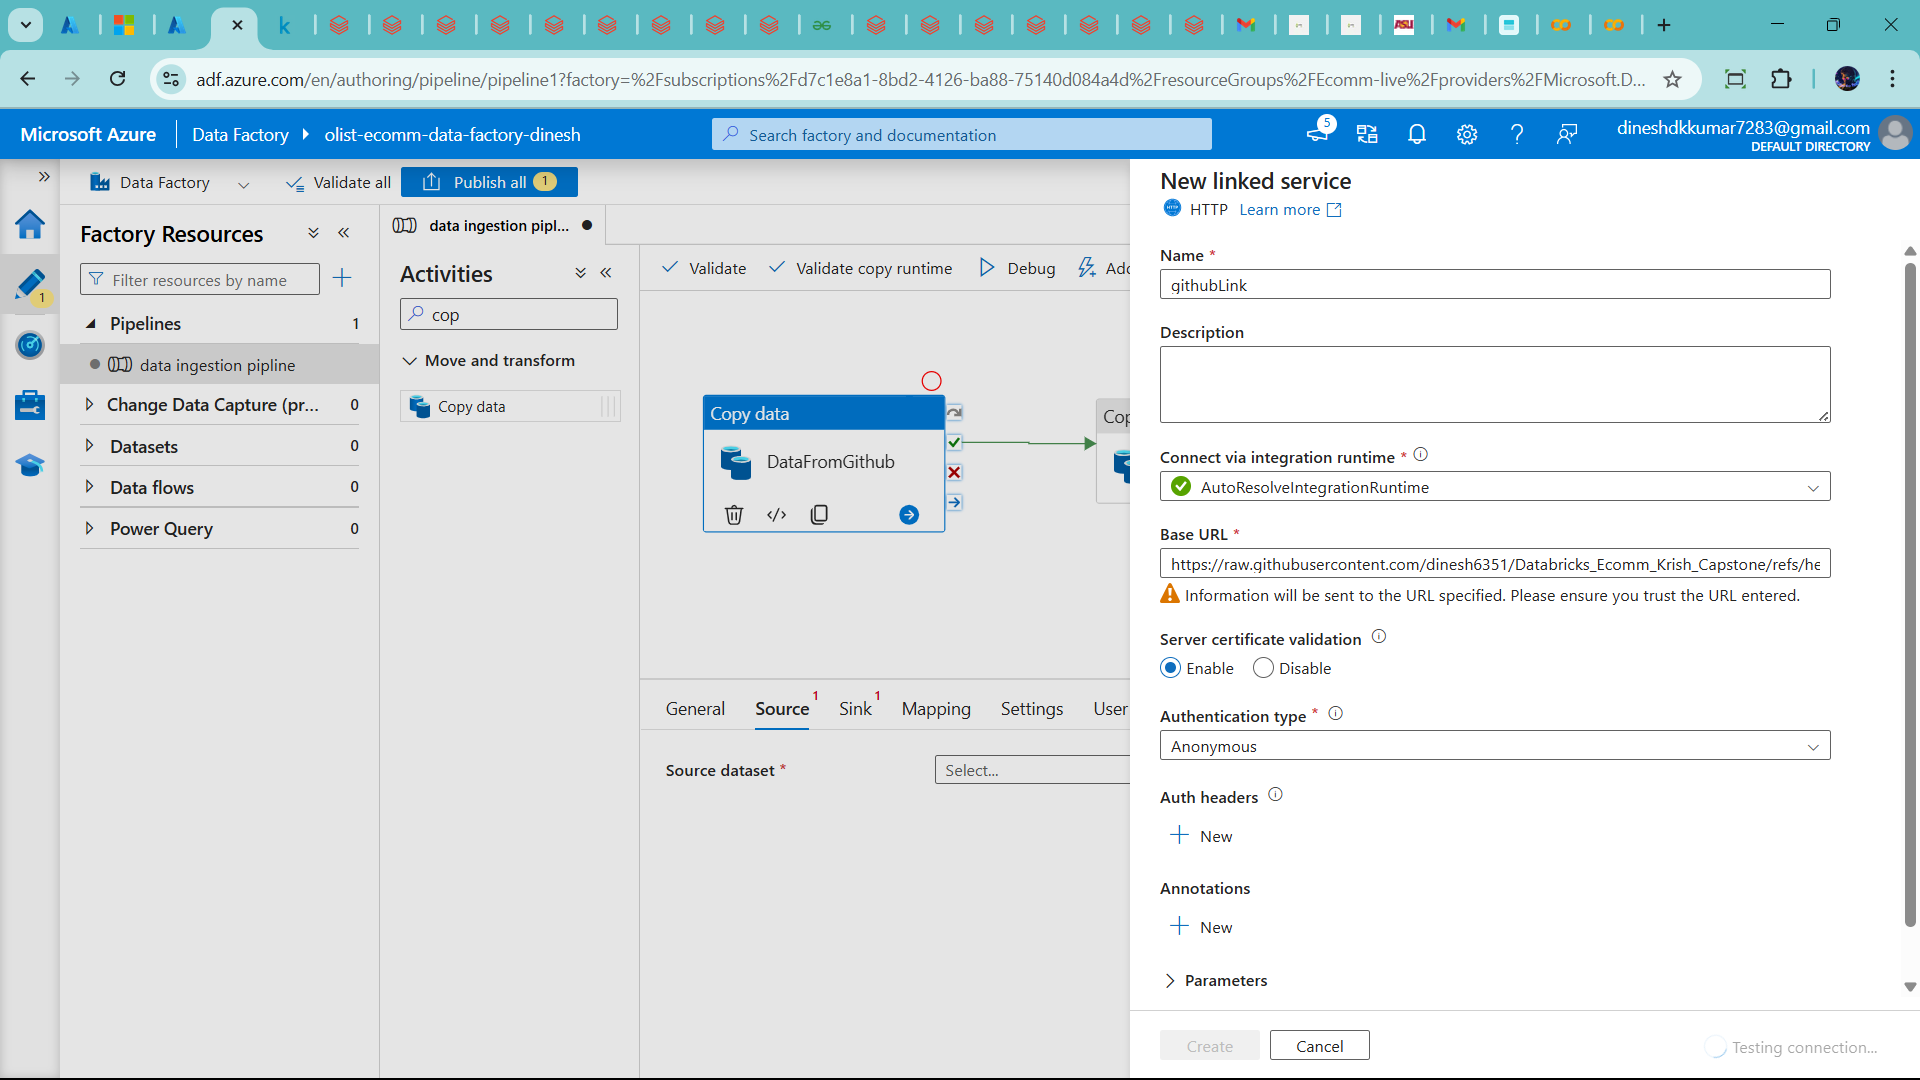 adf.azure.com/en/authoring/pipeline/pipeline1?factory=%2Fsubscriptions%2Fd7c1e8a1-8bd2-4126-ba88-75140d084a4d%2FresourceGroups%2FEcomm-live%2Fproviders%2FMicrosoft.D...
Microsoft Azure
Data Factory
olist-ecomm-data-factory-dinesh
Search factory and documentation
5
dineshdkkumar7283@gmail.com
DEFAULT DIRECTORY
Data Factory
Validate all
Publish all
1
Factory Resources
Filter resources by name
1
Pipelines
1
data ingestion pipline
Change Data Capture (pr...
0
Datasets
0
Data flows
0
Power Query
0
data ingestion pipl...
Activities
cop
Move and transform
Copy data
Validate
Validate copy runtime
Debug
Add
Copy data
DataFromGithub
Cop
General
Source
1
Sink
1
Mapping
Settings
User
Source dataset *
Select...
New linked service
HTTP
Learn more
Name *
githubLink
Description
Connect via integration runtime *
AutoResolveIntegrationRuntime
Base URL *
https://raw.githubusercontent.com/dinesh6351/Databricks_Ecomm_Krish_Capstone/refs/he
Information will be sent to the URL specified. Please ensure you trust the URL entered.
Server certificate validation
Enable
Disable
Authentication type *
Anonymous
Auth headers
New
Annotations
New
Parameters
Create
Cancel
Testing connection...